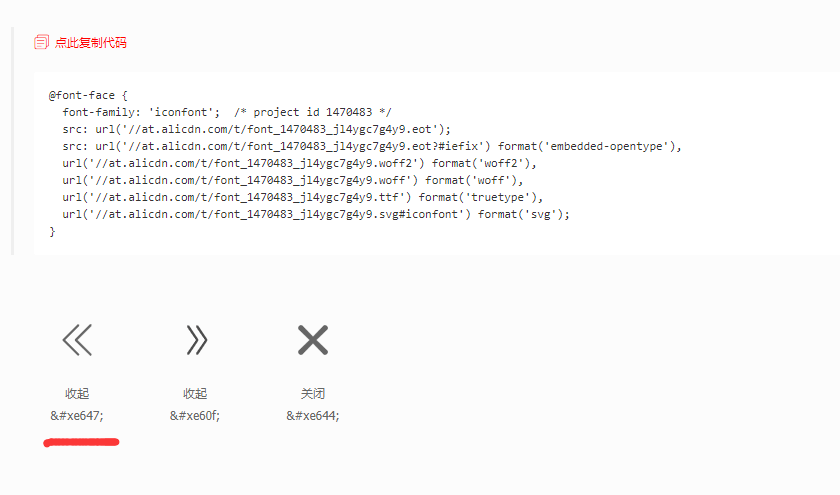 点此复制代码
@font-face {
  font-family: 'iconfont';  /* project id 1470483 */
  src: url('//at.alicdn.com/t/font_1470483_jl4ygc7g4y9.eot');
  src: url('//at.alicdn.com/t/font_1470483_jl4ygc7g4y9.eot?#iefix') format('embedded-opentype'),
  url('//at.alicdn.com/t/font_1470483_jl4ygc7g4y9.woff2') format('woff2'),
  url('//at.alicdn.com/t/font_1470483_jl4ygc7g4y9.woff') format('woff'),
  url('//at.alicdn.com/t/font_1470483_jl4ygc7g4y9.ttf') format('truetype'),
  url('//at.alicdn.com/t/font_1470483_jl4ygc7g4y9.svg#iconfont') format('svg');
}
收起 收起 关闭
&#xe647; &#xe60f; &#xe644;